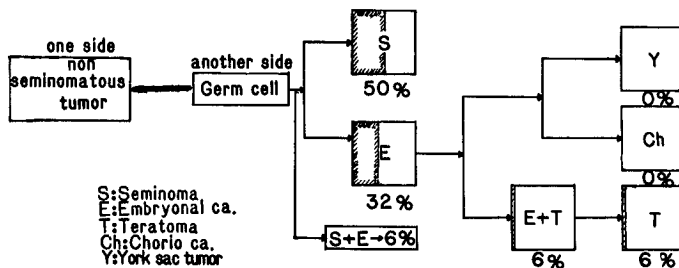 one side
non
seminomatous
tumor
another side
Germ cell
S
50%
E
32%
S+E→6%
Y
0%
Ch
0%
E+T
6%
T
6%
S:Seminoma
E:Embryonal ca.
T:Teratoma
Ch:Chorio ca.
Y:York sac tumor